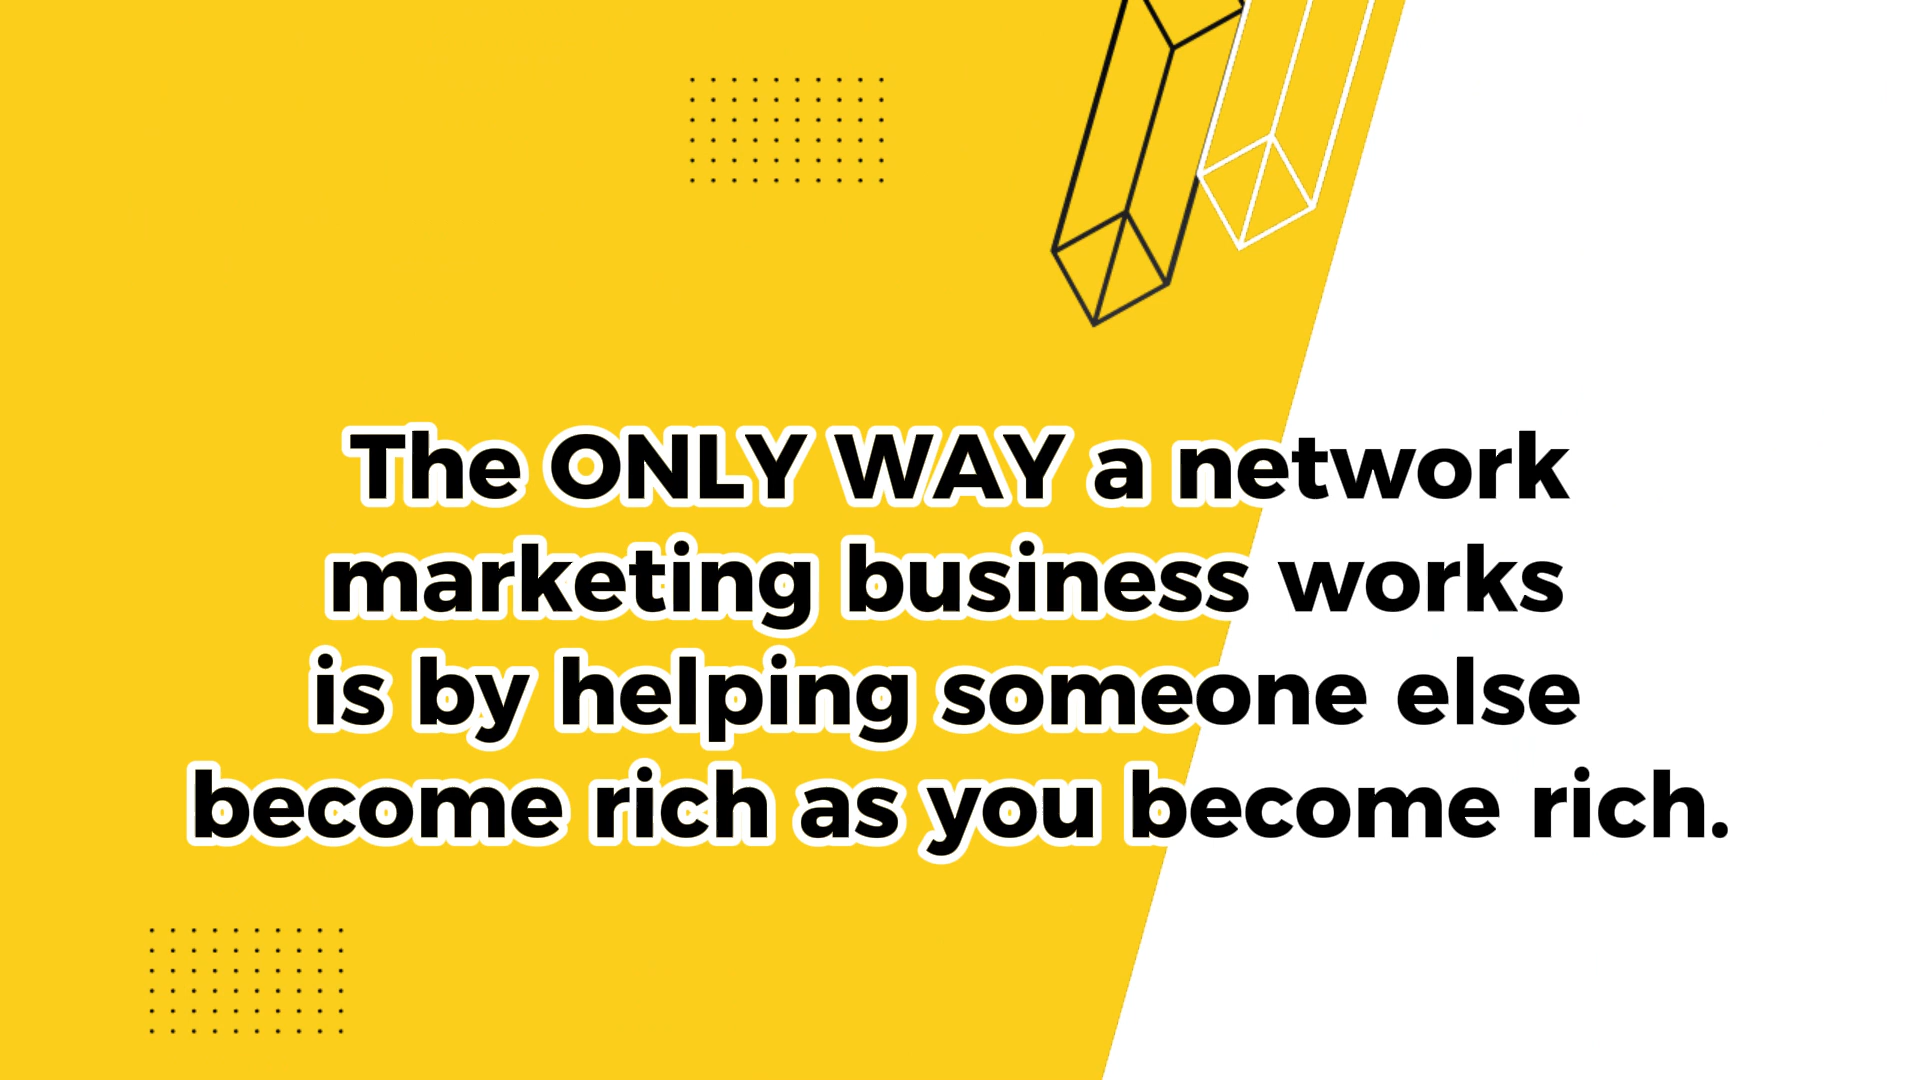 The ONLY WAY a network
marketing business works
is by helping someone else
become rich as you become rich.